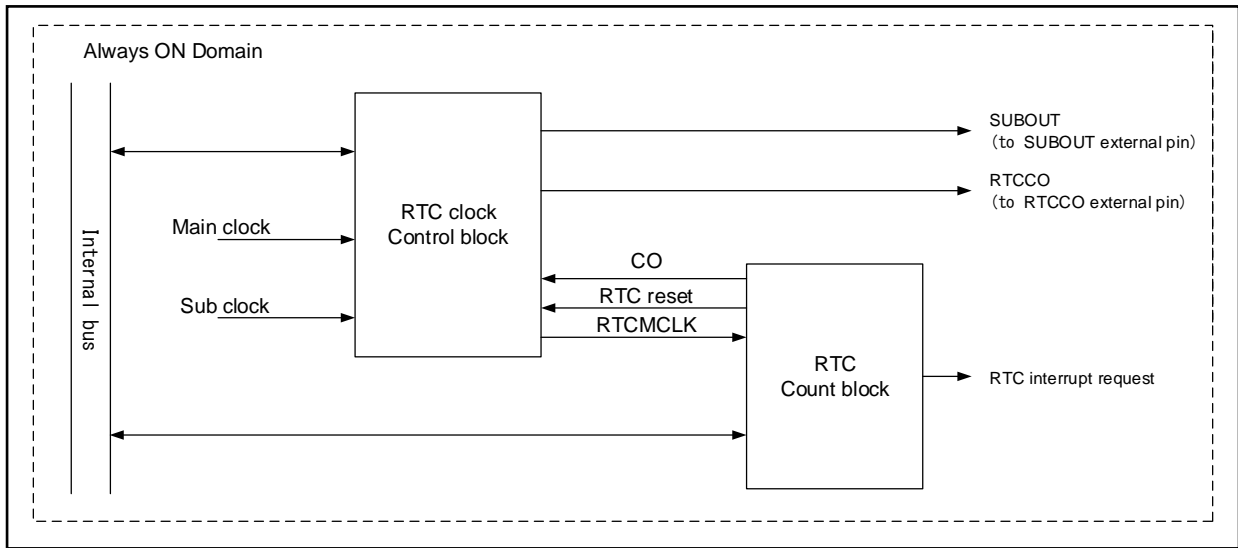 Always ON Domain
SUBOUT
(to SUBOUT external pin)
RTCCO
(to RTCCO external pin)
RTC clock
Control block
Main clock
Sub clock
Internal bus
CO
RTC reset
RTCMCLK
RTC
Count block
RTC interrupt request